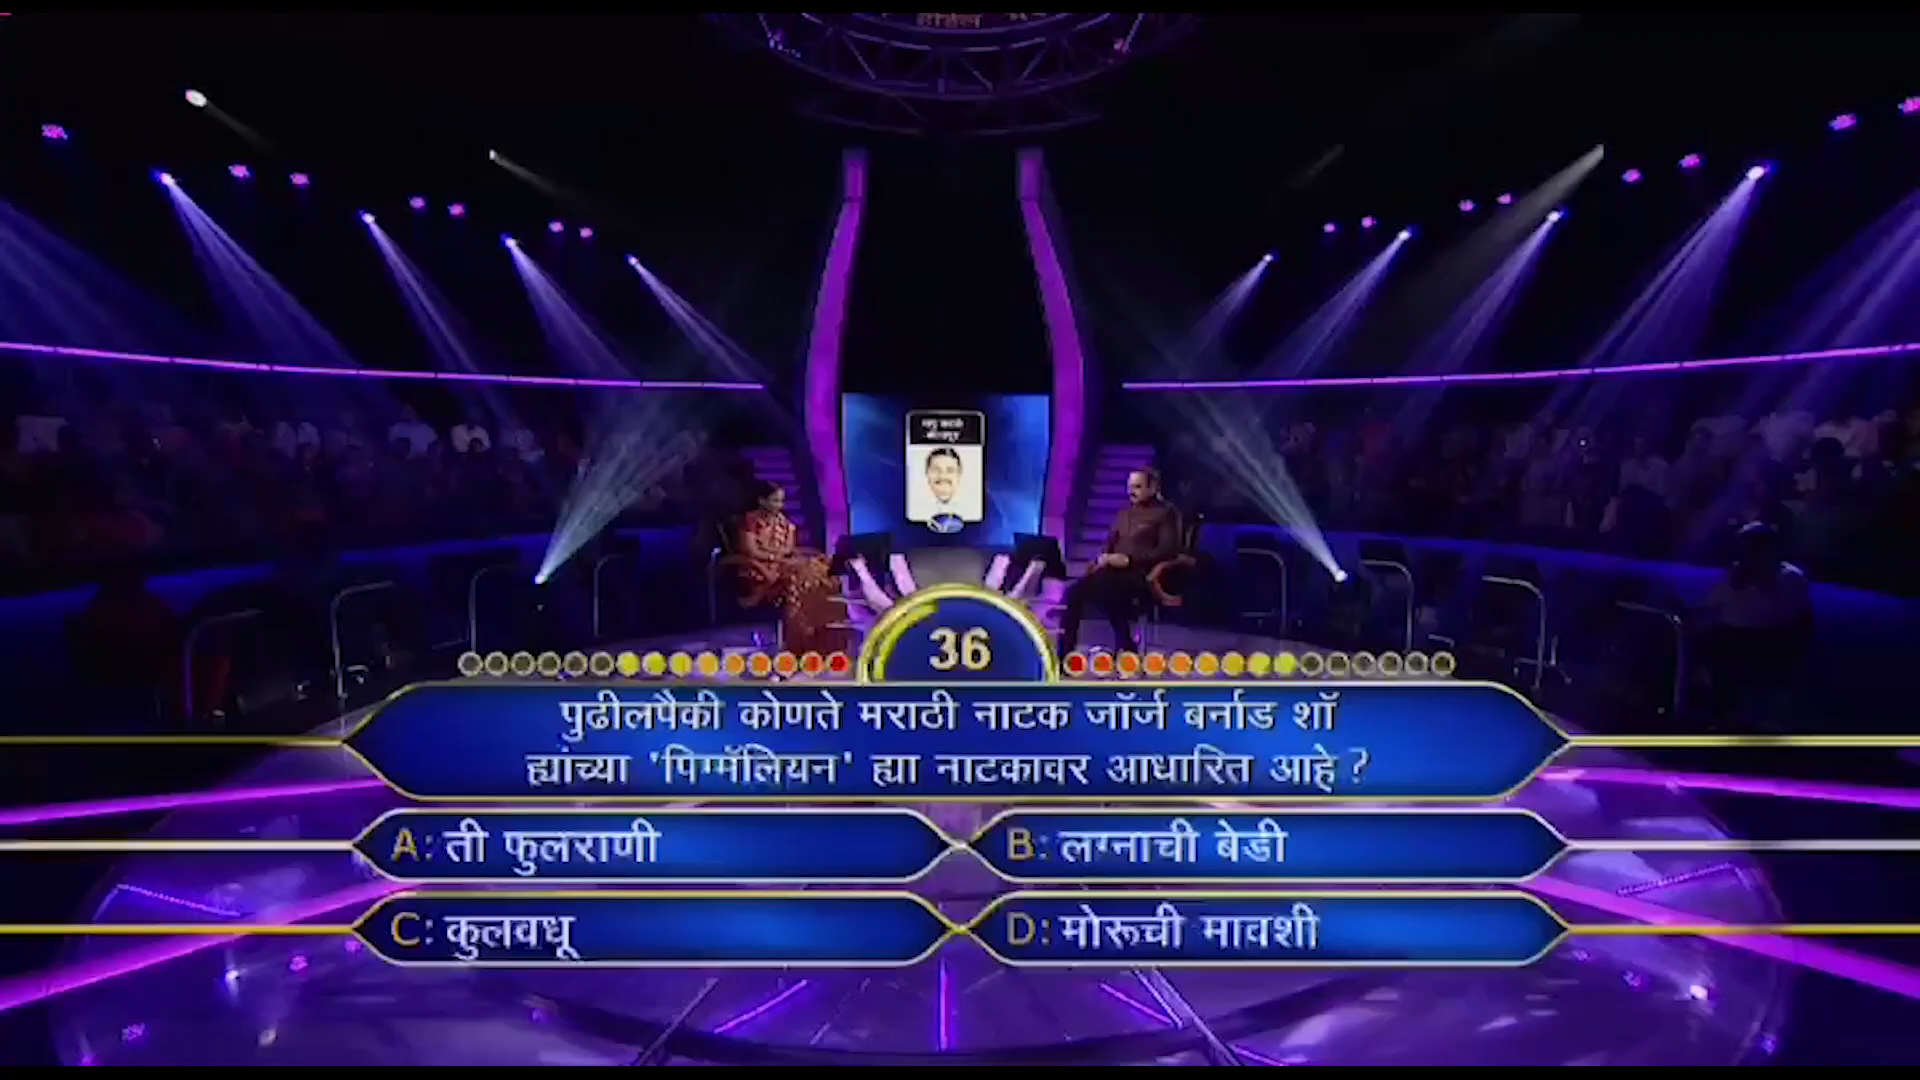 36
पुढीलपैकी कोणते मराठी नाटक जॉर्ज बर्नाड शॉ
ह्यांच्या 'पिग्मॅलियन' ह्या नाटकावर आधारित आहे ?
A: ती फुलराणी
B: लग्नाची बेडी
C: कुलवधू
D: मोरूची मावशी